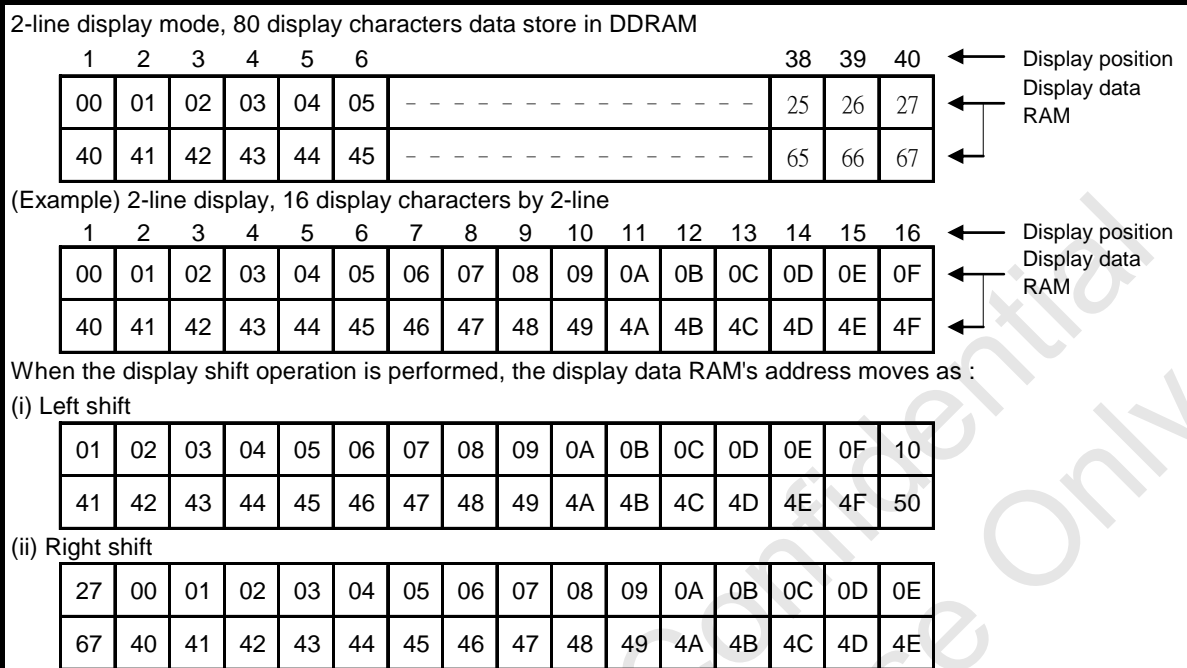 2-line display mode, 80 display characters data store in DDRAM
1 2 3 4 5 6 38 39 40 Display position
00 01 02 03 04 05 - - - - - - - - - - - - - - - 25 26 27 Display data RAM
40 41 42 43 44 45 - - - - - - - - - - - - - - - 65 66 67
(Example) 2-line display, 16 display characters by 2-line
1 2 3 4 5 6 7 8 9 10 11 12 13 14 15 16 Display position
00 01 02 03 04 05 06 07 08 09 0A 0B 0C 0D 0E 0F Display data RAM
40 41 42 43 44 45 46 47 48 49 4A 4B 4C 4D 4E 4F
When the display shift operation is performed, the display data RAM's address moves as :
(i) Left shift
01 02 03 04 05 06 07 08 09 0A 0B 0C 0D 0E 0F 10
41 42 43 44 45 46 47 48 49 4A 4B 4C 4D 4E 4F 50
(ii) Right shift
27 00 01 02 03 04 05 06 07 08 09 0A 0B 0C 0D 0E
67 40 41 42 43 44 45 46 47 48 49 4A 4B 4C 4D 4E
Confidential
Only